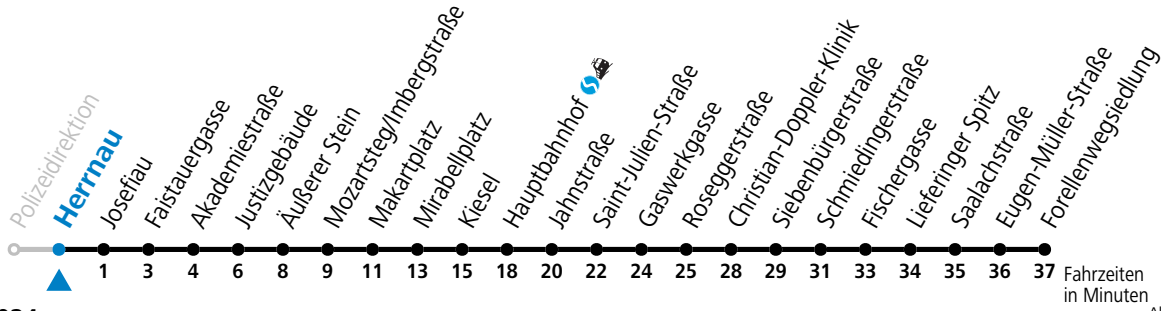 Polizeidirektion
Herrnau
Josefiau
Faistauergasse
Akademiestraße
Justizgebäude
Äußerer Stein
Mozartsteg/Imbergstraße
Makartplatz
Mirabellplatz
Kiesel
Hauptbahnhof
Jahnstraße
Saint-Julien-Straße
Gaswerkgasse
Roseggerstraße
Christian-Doppler-Klinik
Siebenbürgerstraße
Schmiedingerstraße
Fischergasse
Lieferinger Spitz
Saalachstraße
Eugen-Müller-Straße
Forellenwegsiedlung
1 3 4 6 8 9 11 13 15 18 20 22 24 25 28 29 31 33 34 35 36 37
Fahrzeiten
in Minuten